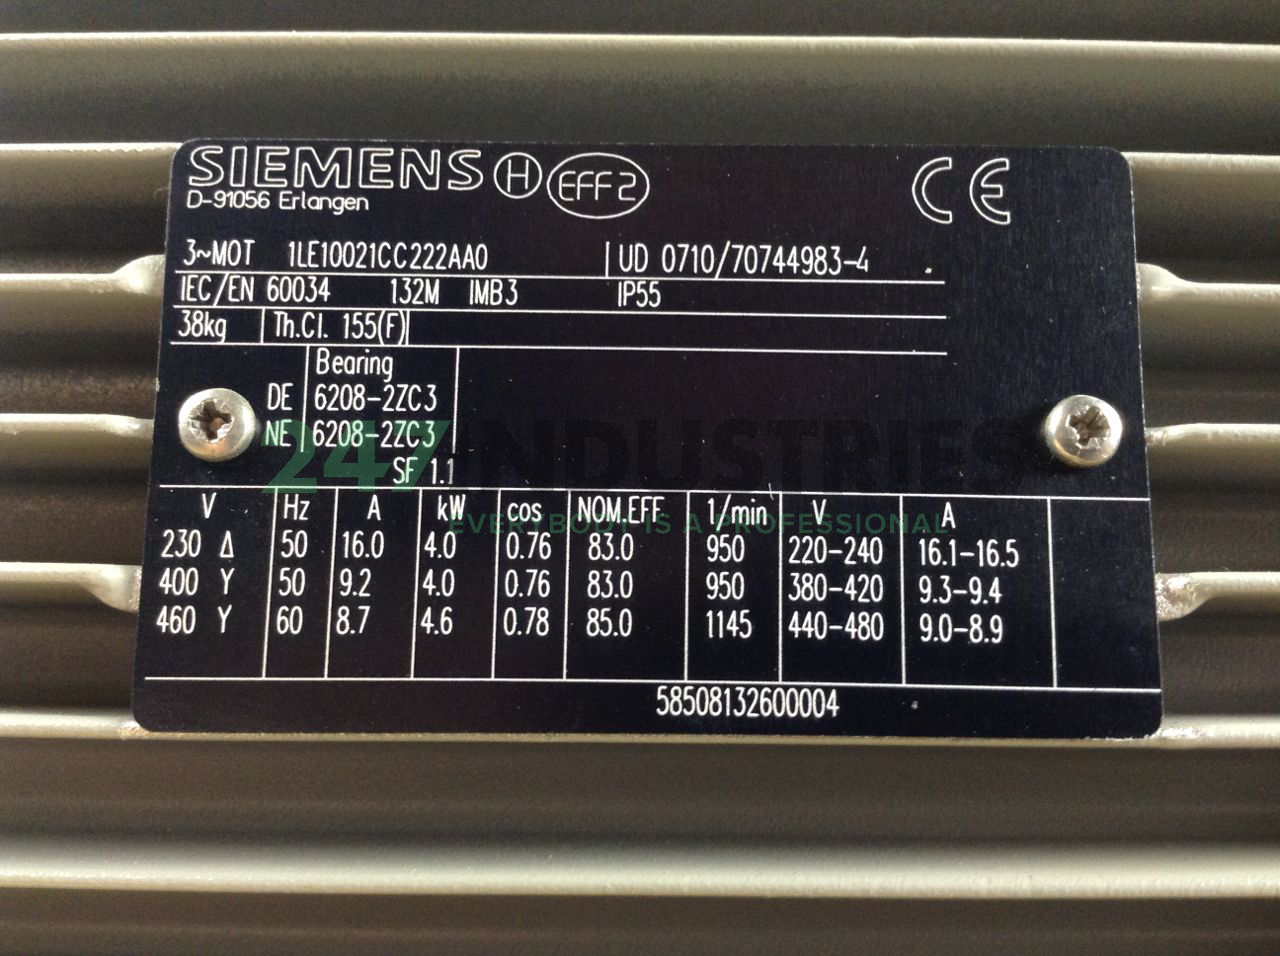 SIEMENS H EFF2 CE
D-91056 Erlangen
3~MOT 1LE10021CC222AA0 UD 0710/70744983-4
IEC/EN 60034 132M IMB3 IP55
38kg Th.Cl. 155(F)
Bearing
DE 6208-2ZC3
NE 6208-2ZC3
247 INDUSTRIES
SF 1.1
V Hz A kW cos NOM.EFF 1/min V A
EVERYBODY IS A PROFESSIONAL
230 Δ 50 16.0 4.0 0.76 83.0 950 220-240 16.1-16.5
400 Y 50 9.2 4.0 0.76 83.0 950 380-420 9.3-9.4
460 Y 60 8.7 4.6 0.78 85.0 1145 440-480 9.0-8.9
58508132600004